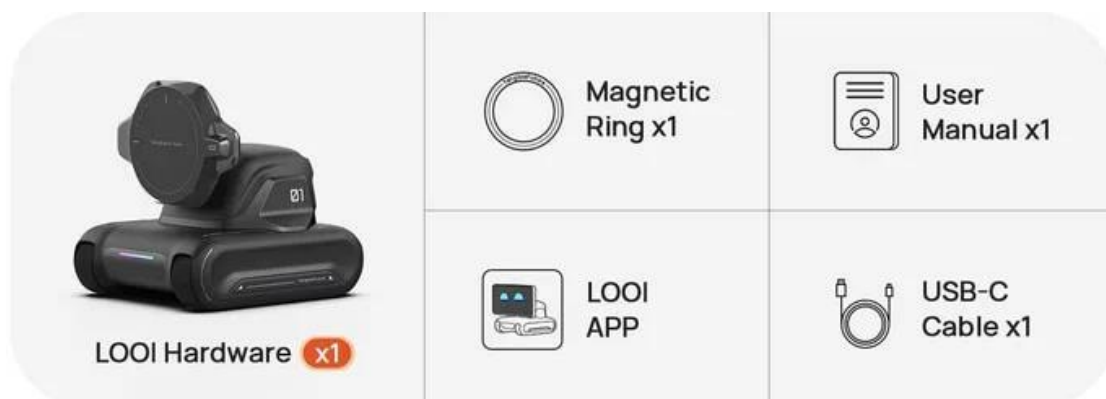 Magnetic
Ring x1
User
Manual x1
01
LOOI
APP
USB-C
Cable x1
LOOI Hardware x1